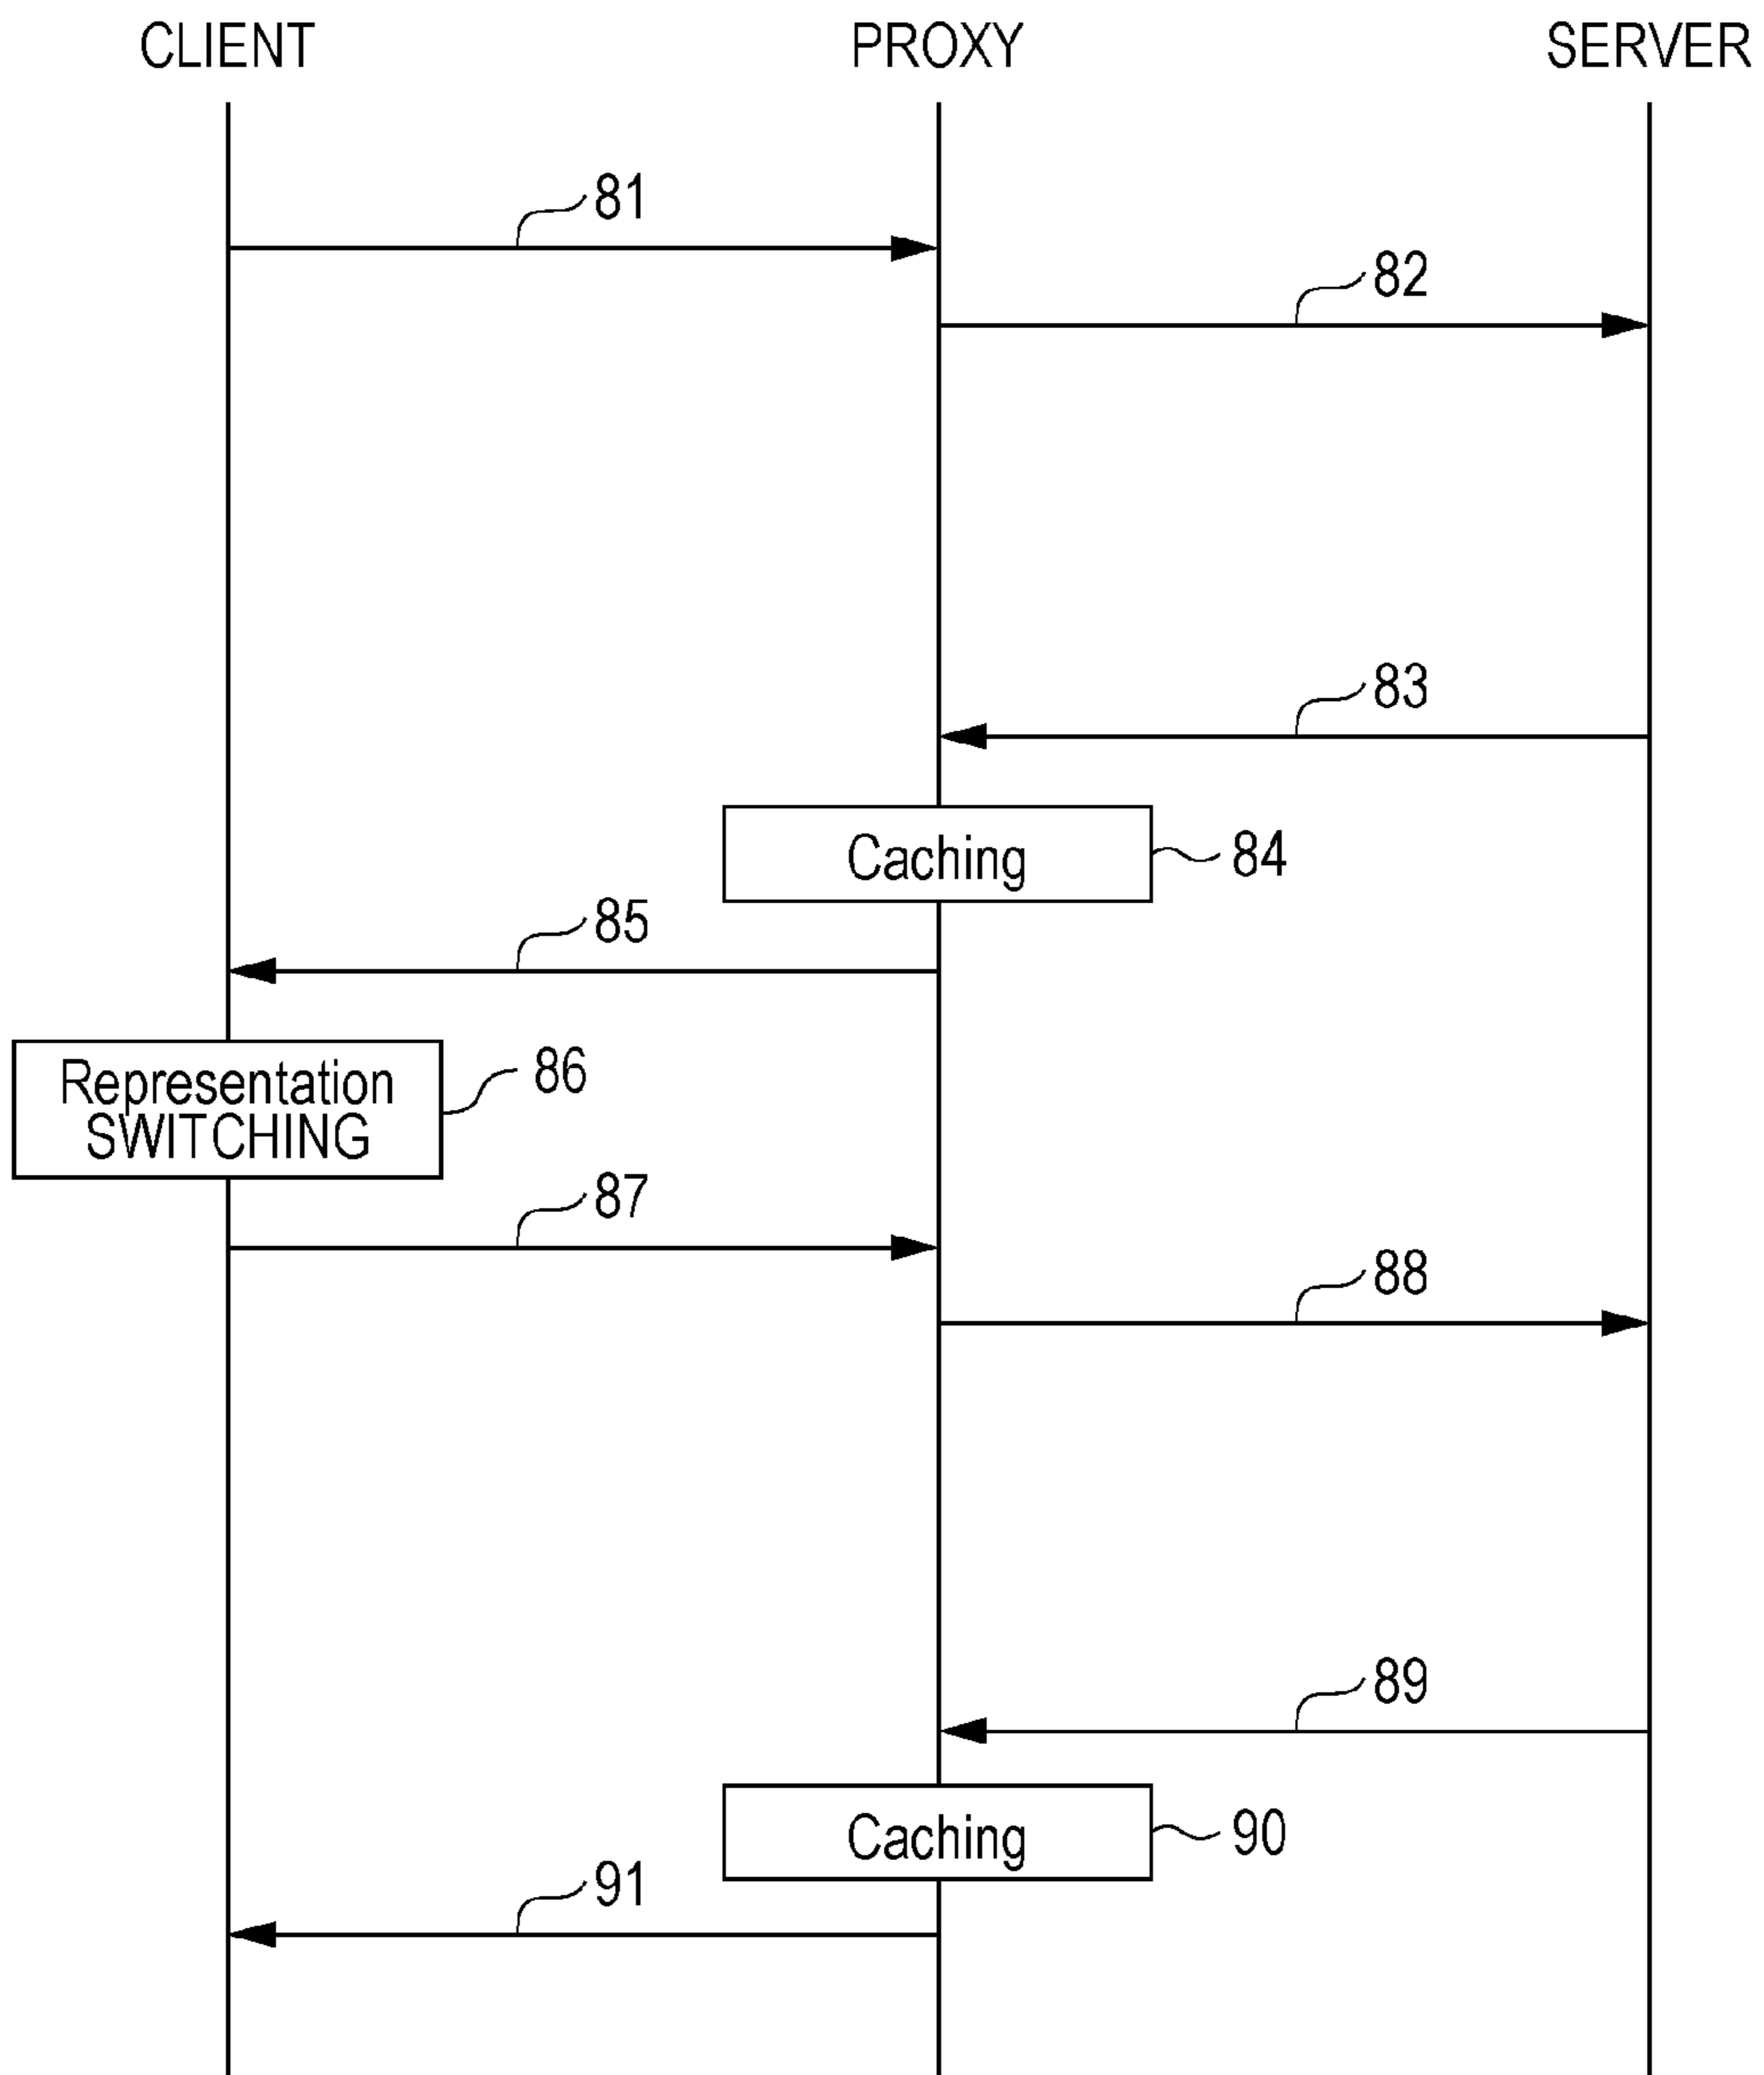 CLIENT
PROXY
SERVER
81
82
83
Caching
84
85
Representation
SWITCHING
86
87
88
89
Caching
90
91